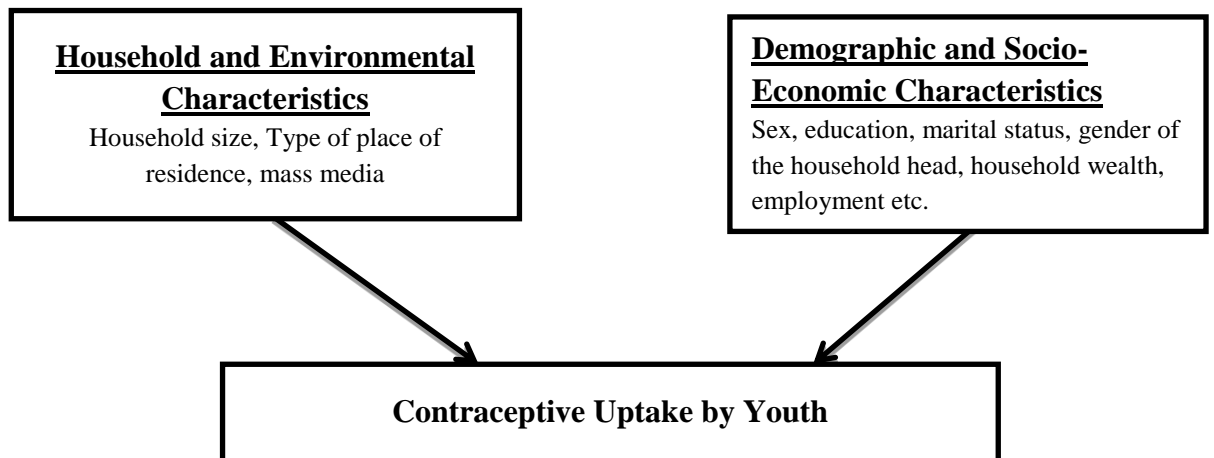 Household and Environmental
Characteristics
Household size, Type of place of
residence, mass media
Demographic and Socio-
Economic Characteristics
Sex, education, marital status, gender of
the household head, household wealth,
employment etc.
Contraceptive Uptake by Youth